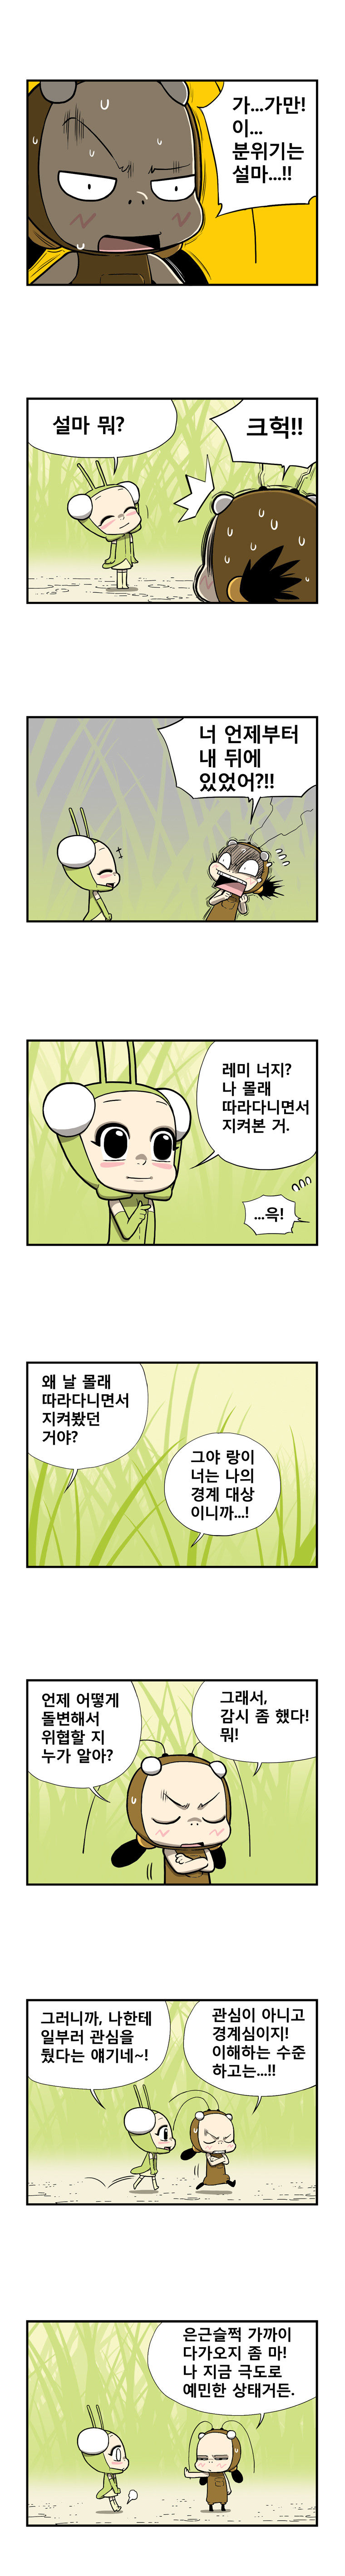 가...가만!
이...
분위기는
설마...!!
설마 뭐?
크헉!!
너 언제부터
내 뒤에
있었어?!!
레미 너지?
나 몰래
따라다니면서
지켜본 거.
...윽!
왜 날 몰래
따라다니면서
지켜봤던
거야?
그야 랑이
너는 나의
경계 대상
이니까...!
언제 어떻게
돌변해서
위협할 지
누가 알아?
그래서,
감시 좀 했다!
뭐!
그러니까, 나한테
일부러 관심을
뒀다는 얘기네~!
관심이 아니고
경계심이지!
이해하는 수준
하고는...!!
은근슬쩍 가까이
다가오지 좀 마!
나 지금 극도로
예민한 상태거든.